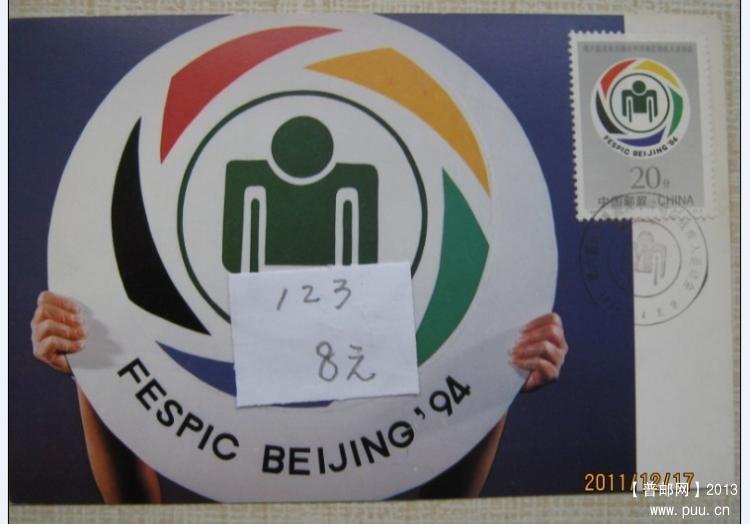 FESPIC BEIJING '94
20分
中国邮政 CHINA
FESPIC BEIJING '94
123
8元
2011/12/17
【普邮网】2013
www.puu.cn